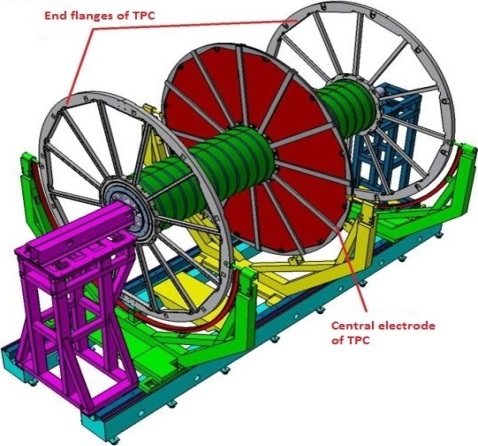 End flanges of TPC
Central electrode
of TPC